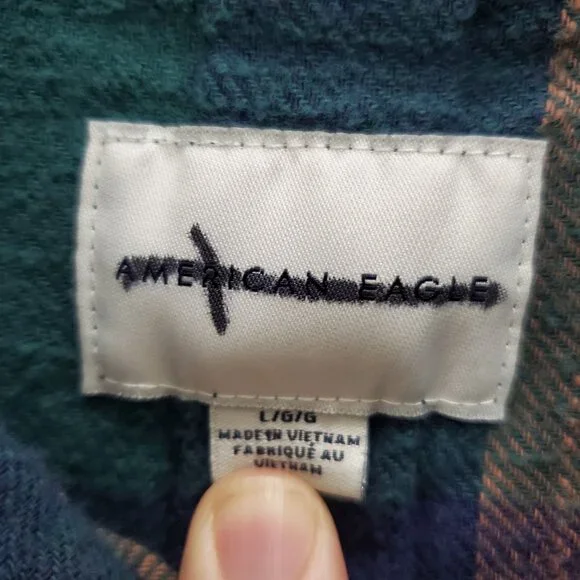 AMERICAN EAGLE
L/G/G
MADE IN VIETNAM
FABRIQUÉ AU
VIETNAM